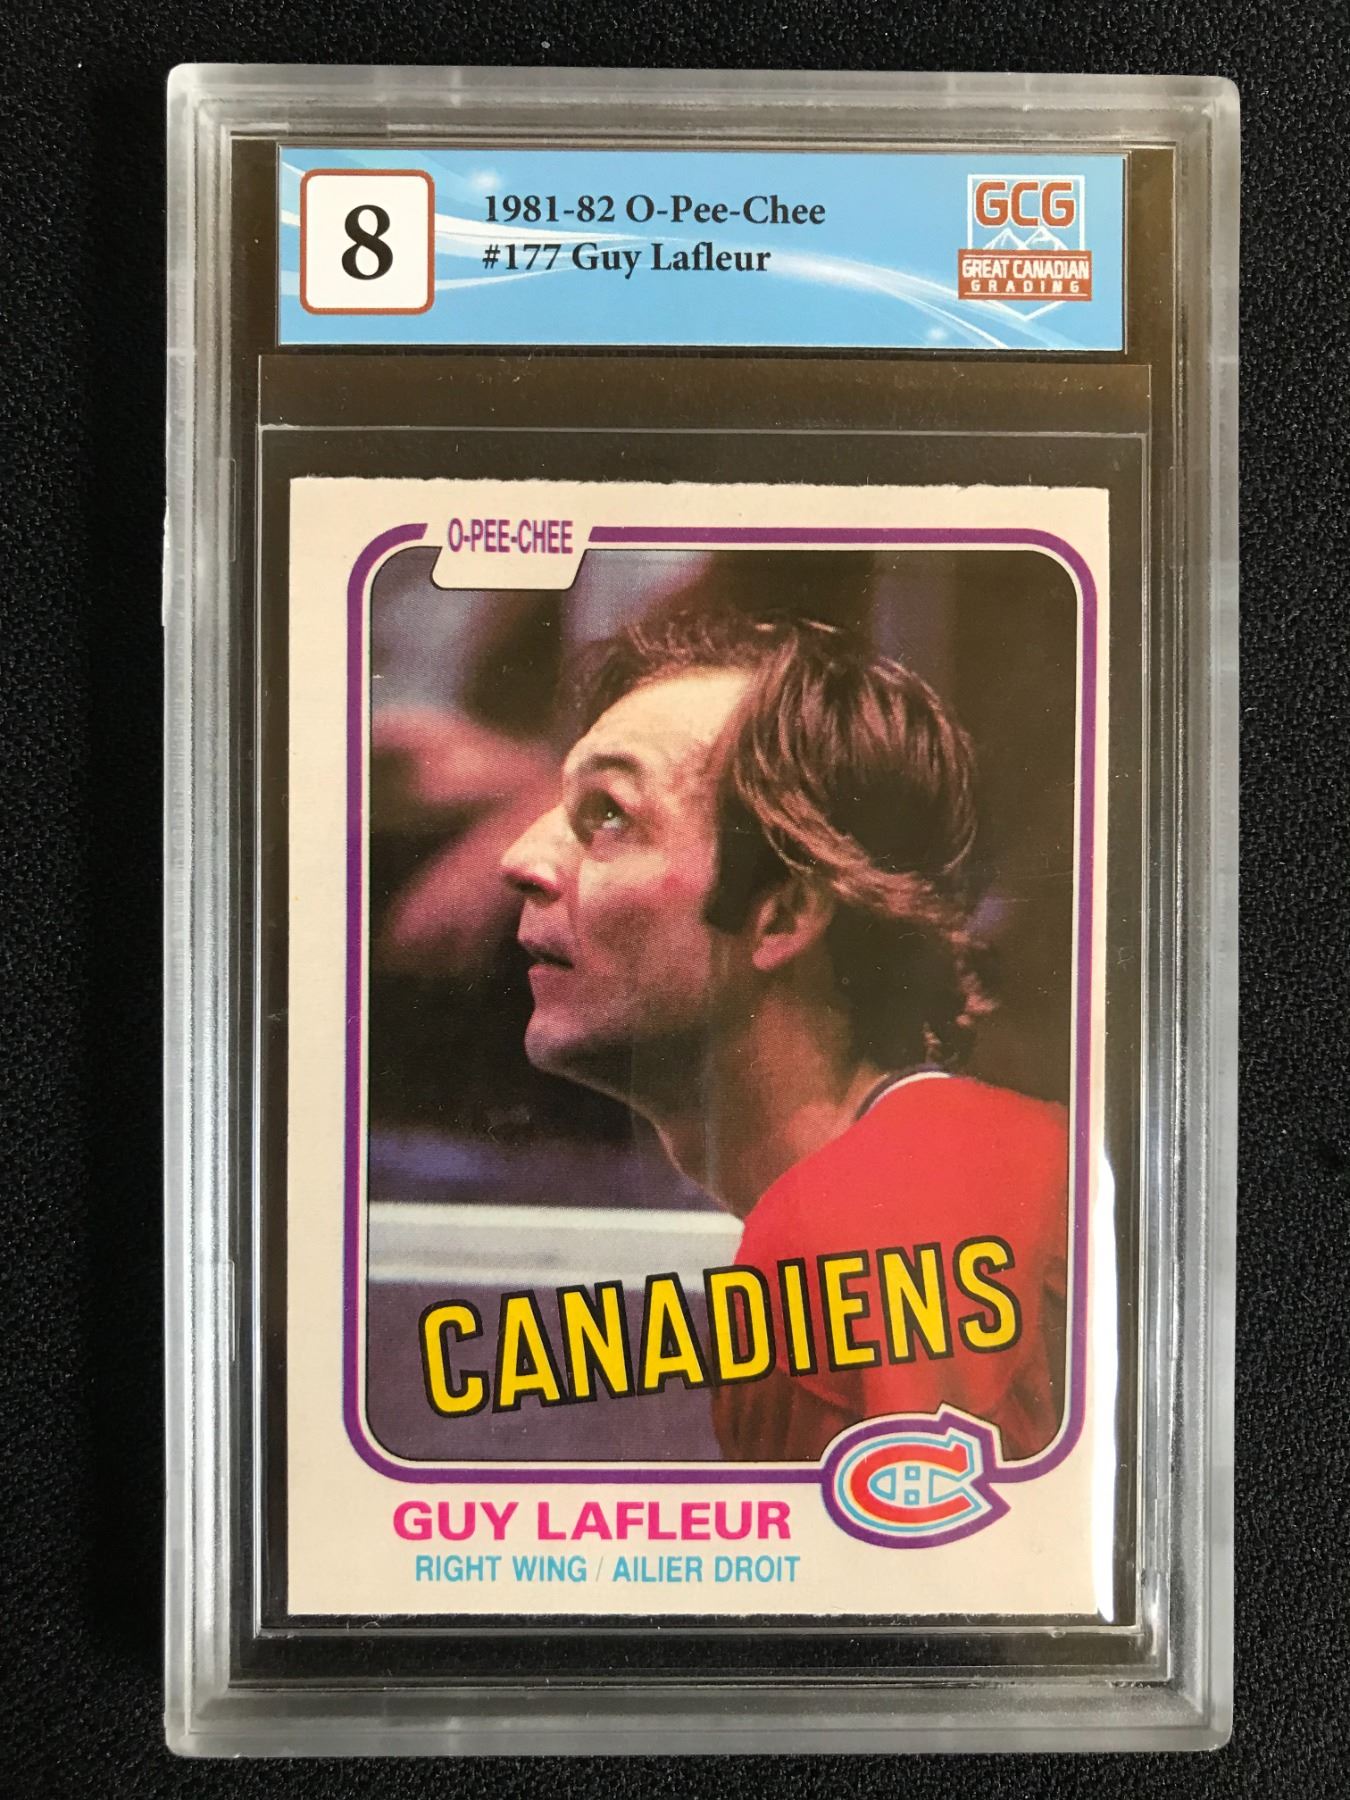 8
1981-82 O-Pee-Chee
#177 Guy Lafleur
GCG
GREAT CANADIAN
GRADING
O-PEE-CHEE
CANADIENS
CH
GUY LAFLEUR
RIGHT WING / AILIER DROIT